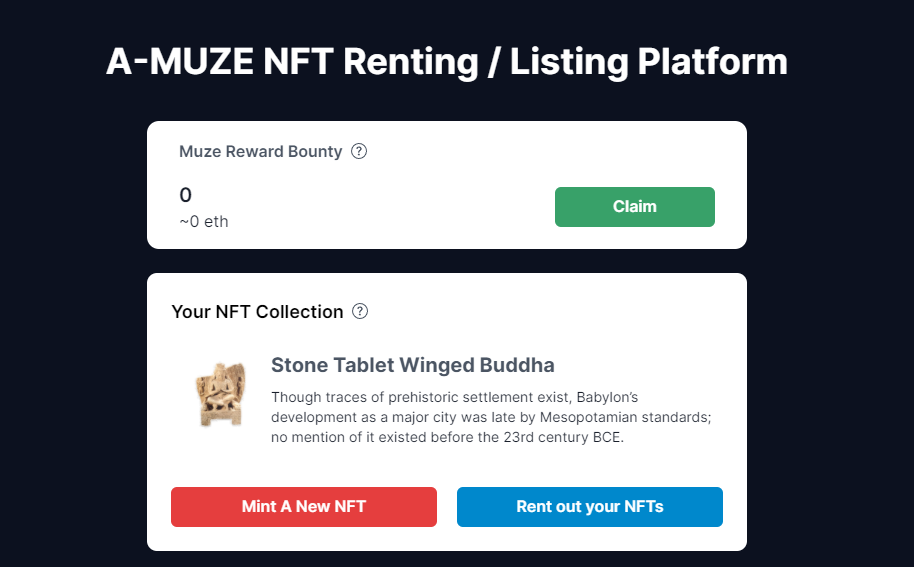 A-MUZE NFT Renting / Listing Platform
Muze Reward Bounty ?
0
~0 eth
Claim
Your NFT Collection ?
Stone Tablet Winged Buddha
Though traces of prehistoric settlement exist, Babylon’s
development as a major city was late by Mesopotamian standards;
no mention of it existed before the 23rd century BCE.
Mint A New NFT
Rent out your NFTs